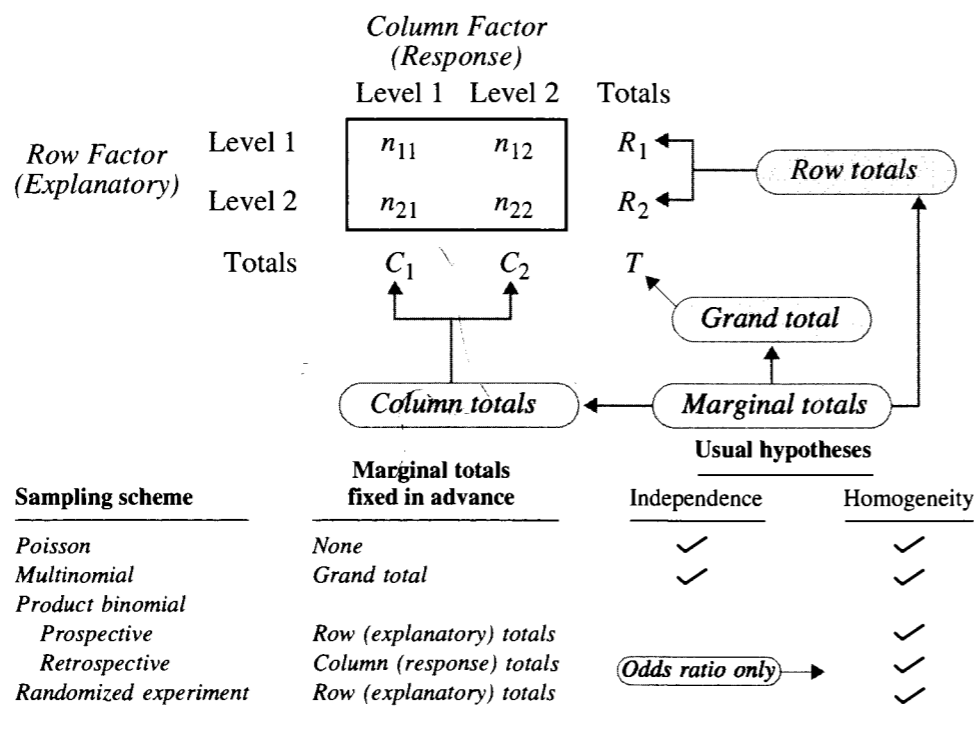 Column Factor
(Response)
Level 1 Level 2 Totals
Row Factor
(Explanatory)
Level 1 n11 n12 R1
Row totals
Level 2 n21 n22 R2
Totals C1 C2 T
Grand total
Column totals Marginal totals
Usual hypotheses
Sampling scheme Marginal totals
fixed in advance Independence Homogeneity
Poisson None ✓ ✓
Multinomial Grand total ✓ ✓
Product binomial
Prospective Row (explanatory) totals ✓
Retrospective Column (response) totals Odds ratio only ✓
Randomized experiment Row (explanatory) totals ✓